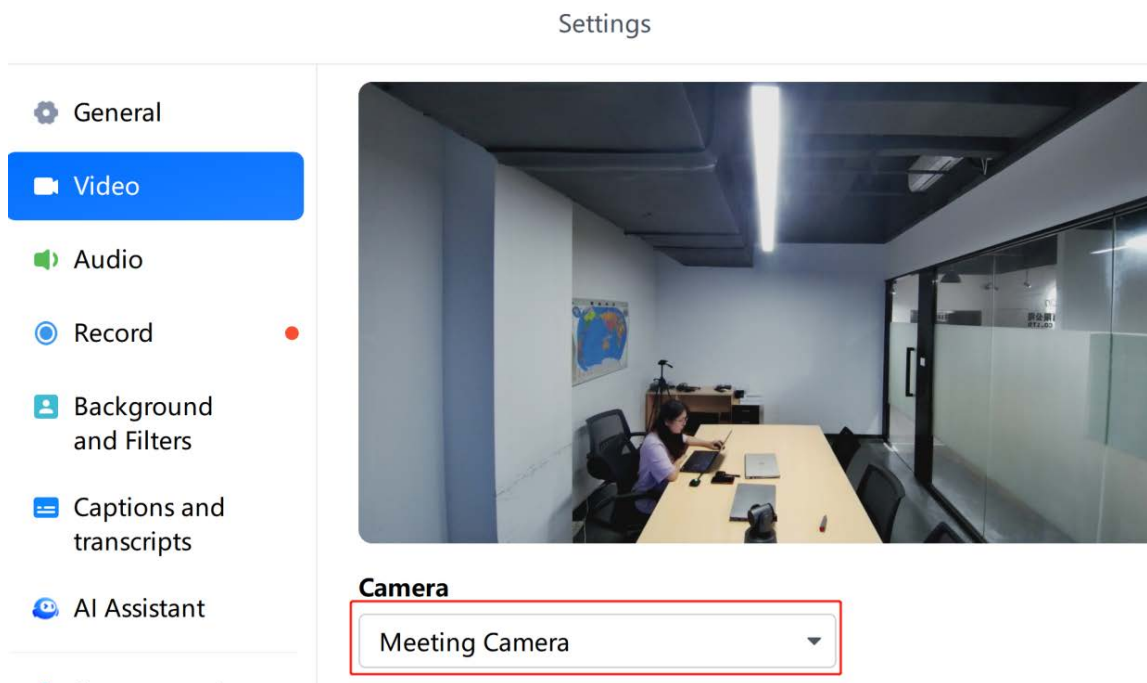 Settings
General
Video
Audio
Record
Background
and Filters
Captions and
transcripts
AI Assistant
Camera
Meeting Camera